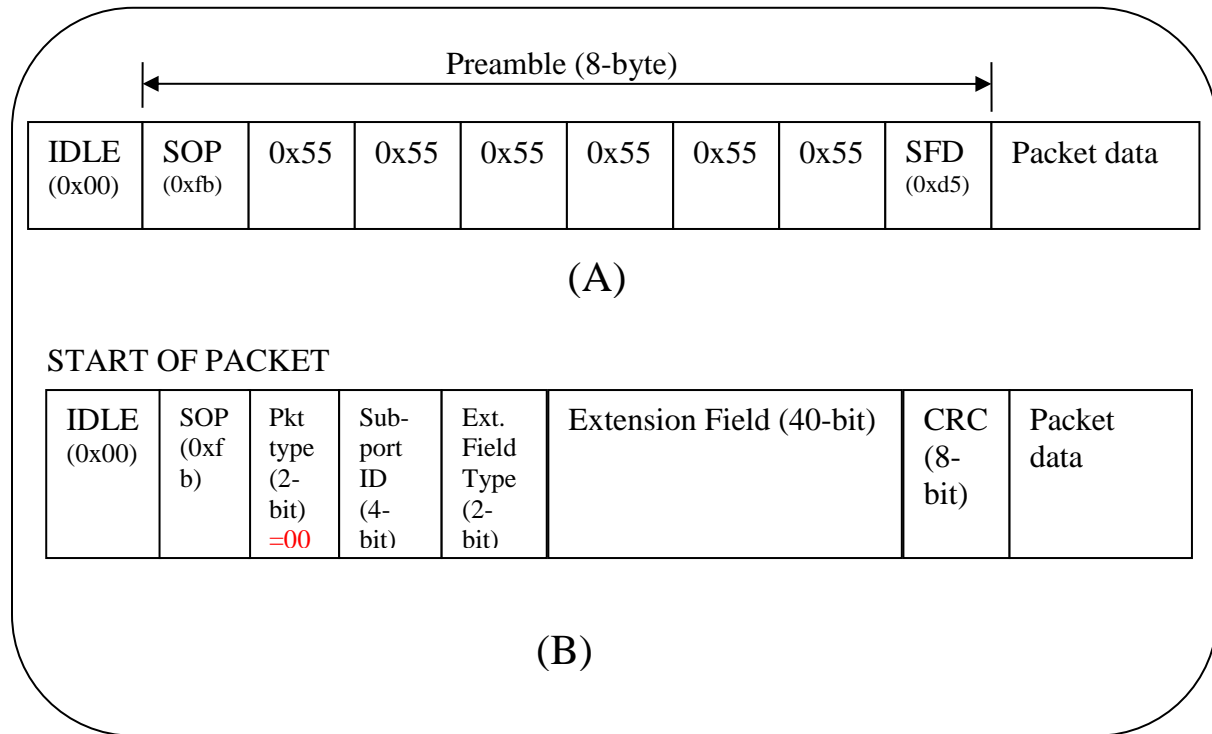 Preamble (8-byte)
IDLE SOP 0x55 0x55 0x55 0x55 0x55 0x55 SFD Packet data
(0x00) (0xfb) (0xd5)
(A)
START OF PACKET
IDLE
(0x00)
SOP
(0xf
b)
Pkt
type
(2-
bit)
=00
Sub-
port
ID
(4-
bit)
Ext.
Field
Type
(2-
bit)
Extension Field (40-bit)
CRC
(8-
bit)
Packet
data
(B)